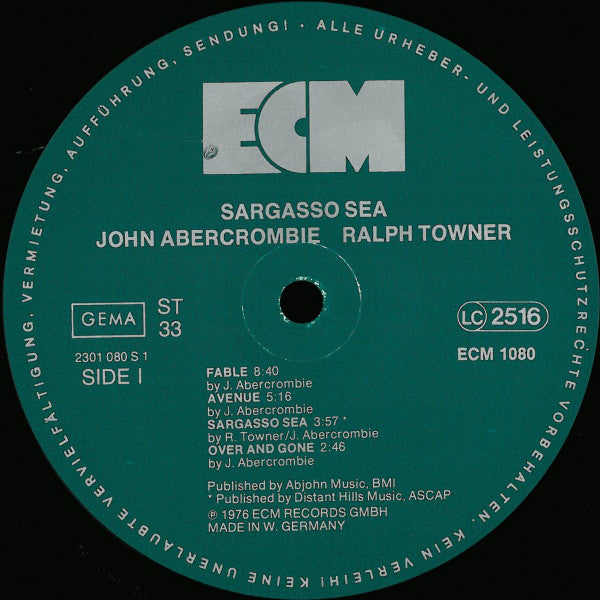 ALLE URHEBER- UND LEISTUNGSSCHUTZRECHTE VORBEHALTEN. KEIN VERLEIH! KEINE UNERLAUBTE VERVIELFÄLTIGUNG, VERMIETUNG, AUFFÜHRUNG, SENDUNG! ·
ECM
SARGASSO SEA
JOHN ABERCROMBIE RALPH TOWNER
GEMA
ST
33
LC 2516
2301 080 S 1
SIDE I
ECM 1080
FABLE 8:40
by J. Abercrombie
AVENUE 5:16
by J. Abercrombie
SARGASSO SEA 3:57 *
by R. Towner/J. Abercrombie
OVER AND GONE 2:46
by J. Abercrombie
Published by Abjohn Music, BMI
* Published by Distant Hills Music, ASCAP
℗ 1976 ECM RECORDS GMBH
MADE IN W. GERMANY